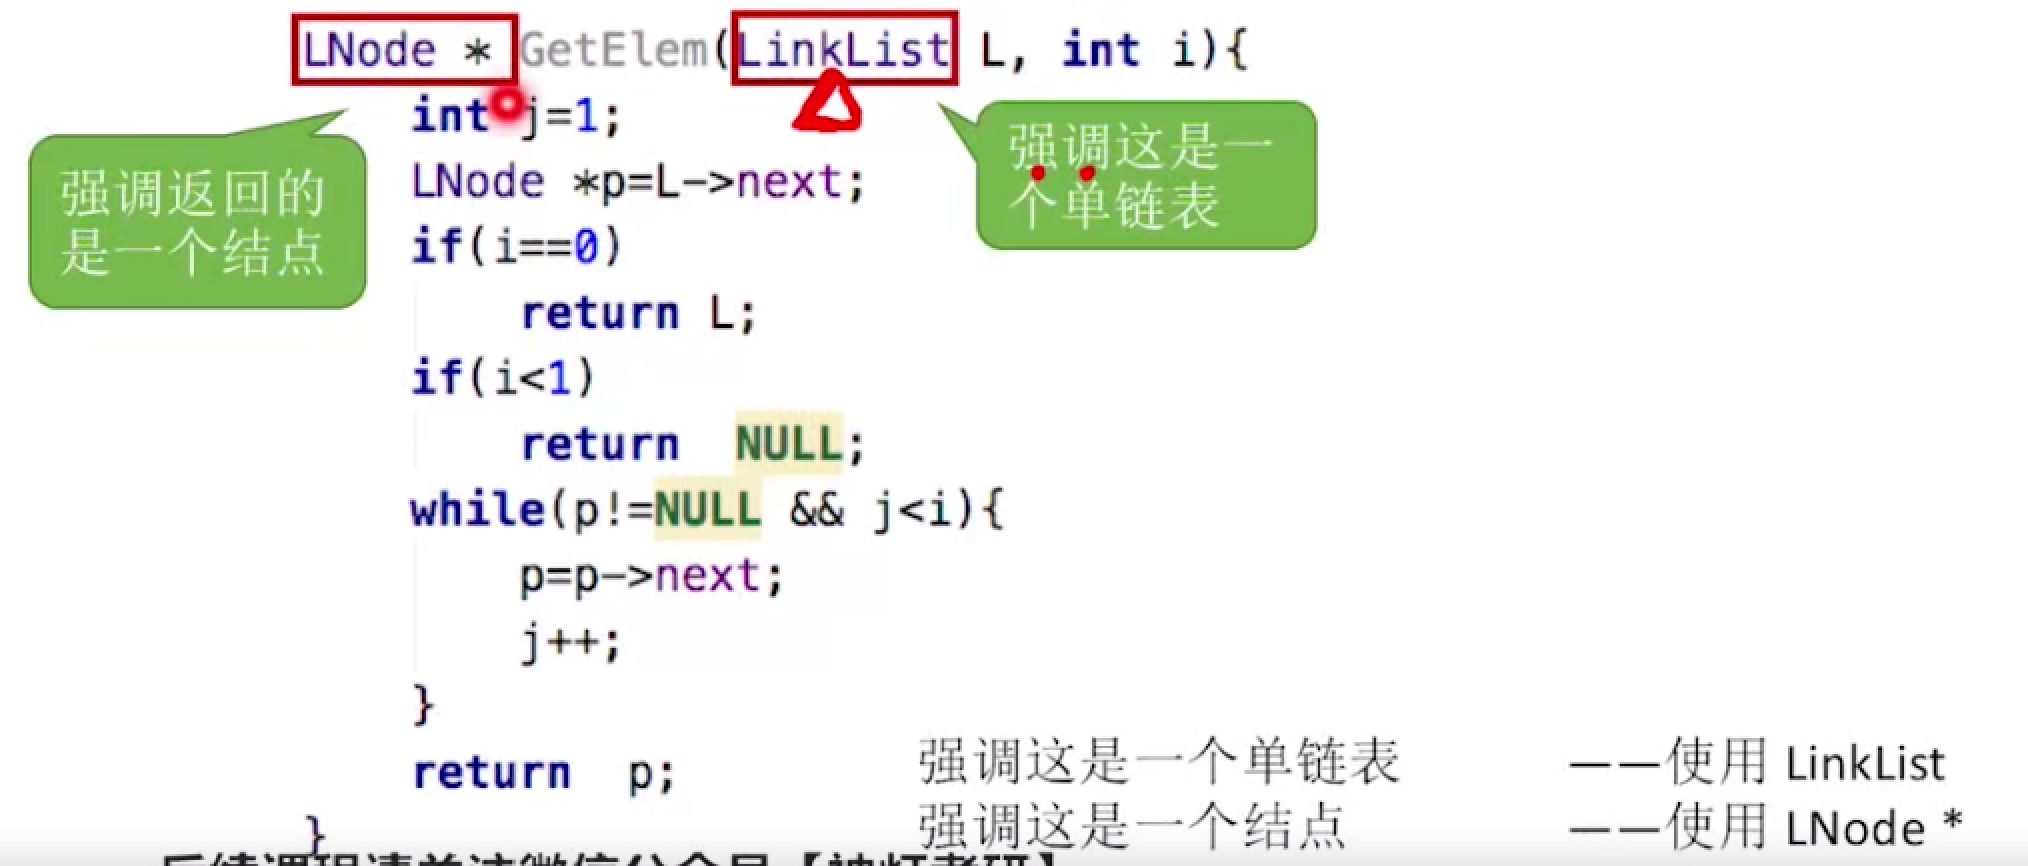 LNode * GetElem(LinkList L, int i){
int j=1;
LNode *p=L->next;
if(i==0)
return L;
if(i<1)
return NULL;
while(p!=NULL && j<i){
p=p->next;
j++;
}
return p;
}
强调返回的
是一个结点
强调这是一
个单链表
强调这是一个单链表 ——使用 LinkList
强调这是一个结点 ——使用 LNode *